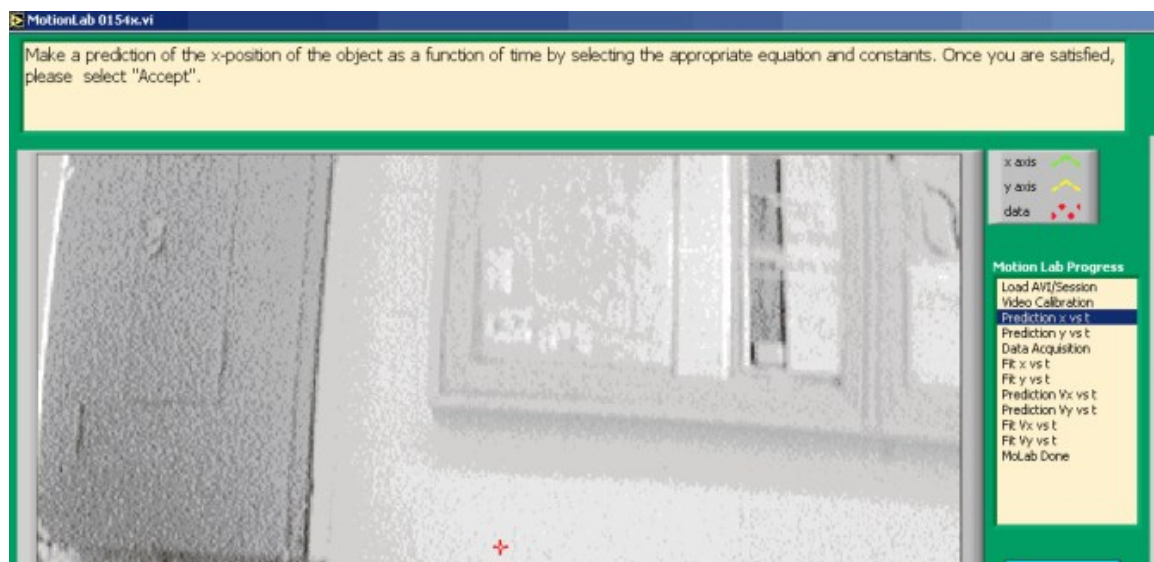 MotionLab 0154x.vi
Make a prediction of the x-position of the object as a function of time by selecting the appropriate equation and constants. Once you are satisfied,
please select "Accept".
x axis
y axis
data
Motion Lab Progress
Load AVI/Session
Video Calibration
Prediction x vs t
Prediction y vs t
Data Acquisition
Fit x vs t
Fit y vs t
Prediction Vx vs t
Prediction Vy vs t
Fit Vx vs t
Fit Vy vs t
MoLab Done